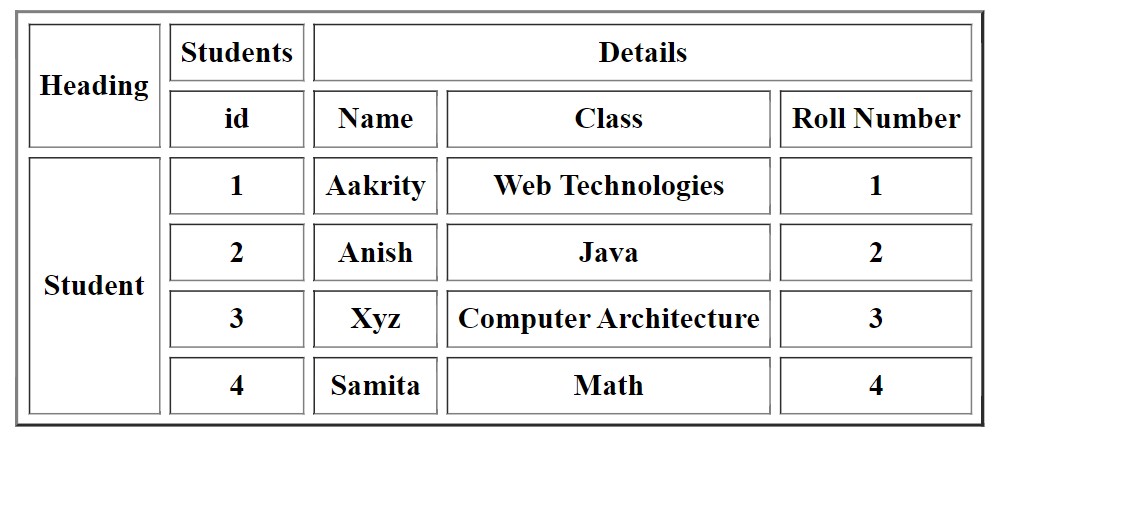 Heading Students Details
id Name Class Roll Number
Student 1 Aakrity Web Technologies 1
2 Anish Java 2
3 Xyz Computer Architecture 3
4 Samita Math 4